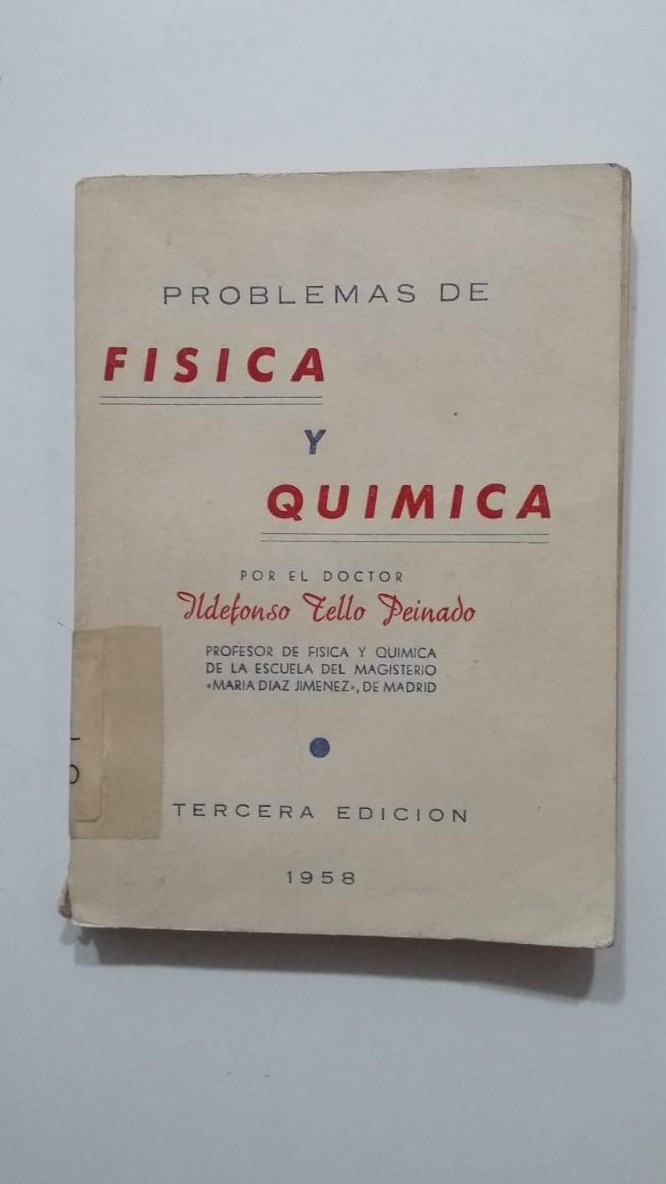 PROBLEMAS DE
FISICA
Y
QUIMICA
POR EL DOCTOR
Ildefonso Tello Peinado
PROFESOR DE FISICA Y QUIMICA
DE LA ESCUELA DEL MAGISTERIO
«MARIA DIAZ JIMENEZ», DE MADRID
TERCERA EDICION
1958